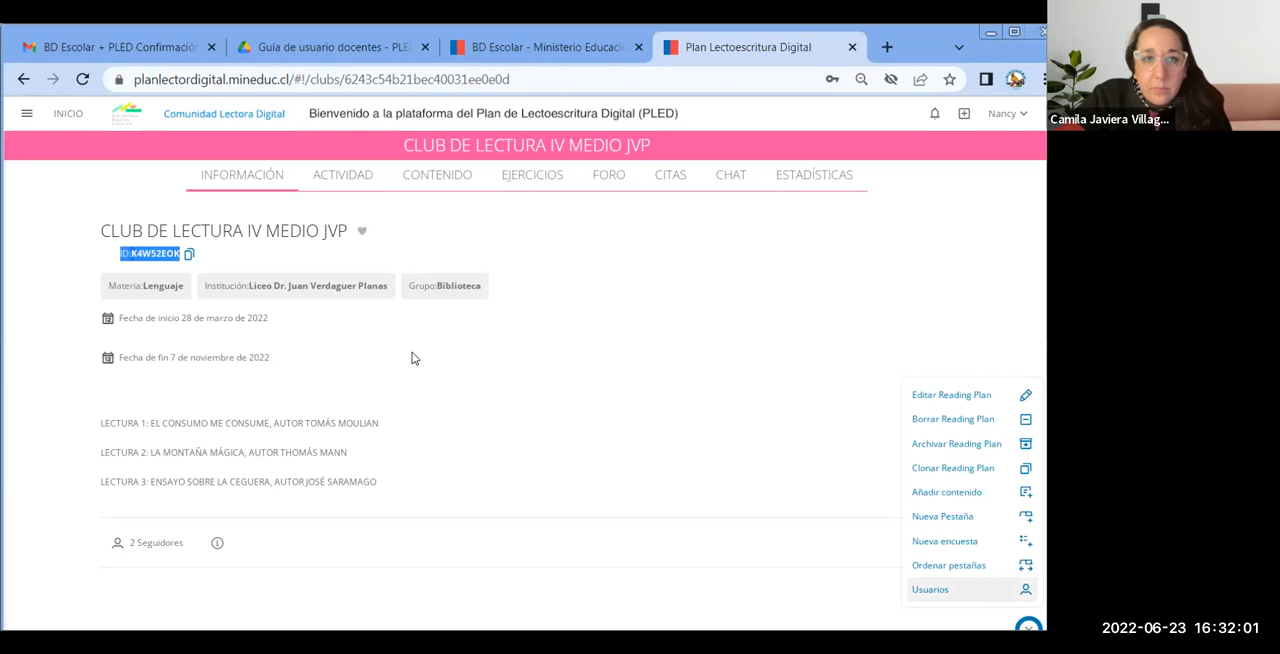 BD Escolar + PLED Confirmació
Guía de usuario docentes - PLE
BD Escolar - Ministerio Educaci
Plan Lectoescritura Digital
planlectordigital.mineduc.cl/#!/clubs/6243c54b21bec40031ee0e0d
INICIO
Comunidad Lectora Digital
Bienvenido a la plataforma del Plan de Lectoescritura Digital (PLED)
Nancy
CLUB DE LECTURA IV MEDIO JVP
INFORMACIÓN
ACTIVIDAD
CONTENIDO
EJERCICIOS
FORO
CITAS
CHAT
ESTADÍSTICAS
CLUB DE LECTURA IV MEDIO JVP
ID:K4W52EOK
Materia:Lenguaje
Institución:Liceo Dr. Juan Verdaguer Planas
Grupo:Biblioteca
Fecha de inicio 28 de marzo de 2022
Fecha de fin 7 de noviembre de 2022
LECTURA 1: EL CONSUMO ME CONSUME, AUTOR TOMÁS MOULIAN
LECTURA 2: LA MONTAÑA MÁGICA, AUTOR THOMÁS MANN
LECTURA 3: ENSAYO SOBRE LA CEGUERA, AUTOR JOSÉ SARAMAGO
2 Seguidores
Editar Reading Plan
Borrar Reading Plan
Archivar Reading Plan
Clonar Reading Plan
Añadir contenido
Nueva Pestaña
Nueva encuesta
Ordenar pestañas
Usuarios
Camila Javiera Villag...
2022-06-23 16:32:01